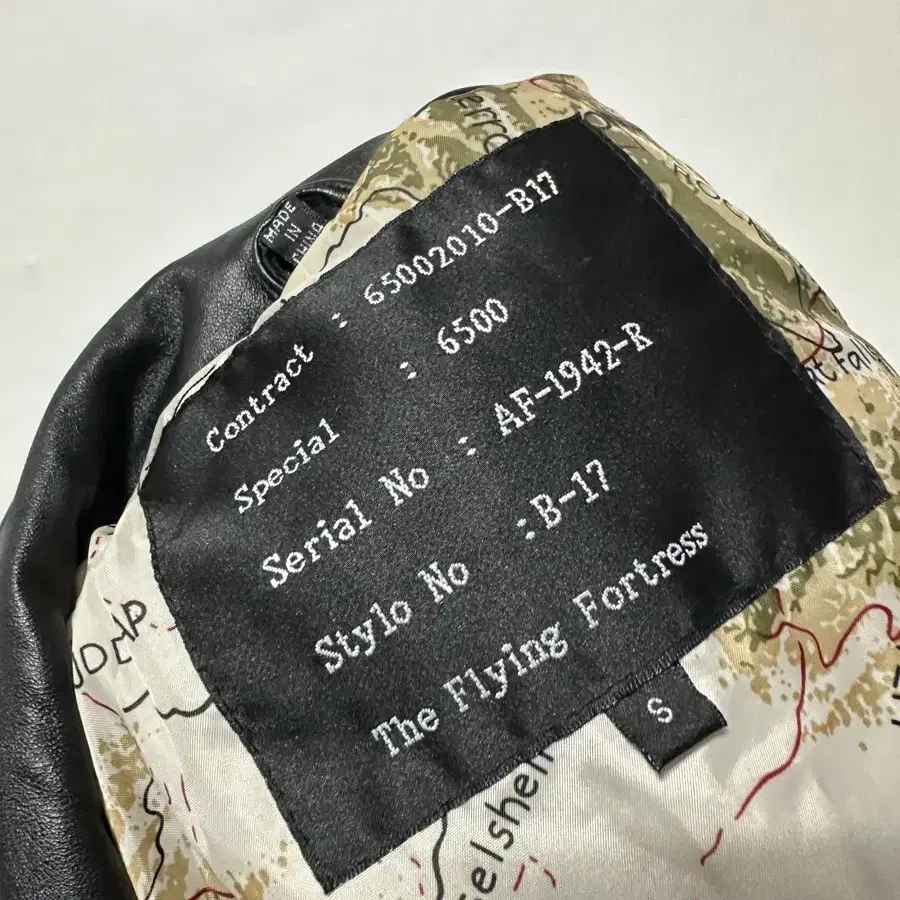 MADE
IN
CHINA
Contract : 65002010-B17
Special : 6500
Serial No : AF-1942-R
Stylo No :B-17
The Flying Fortress
S